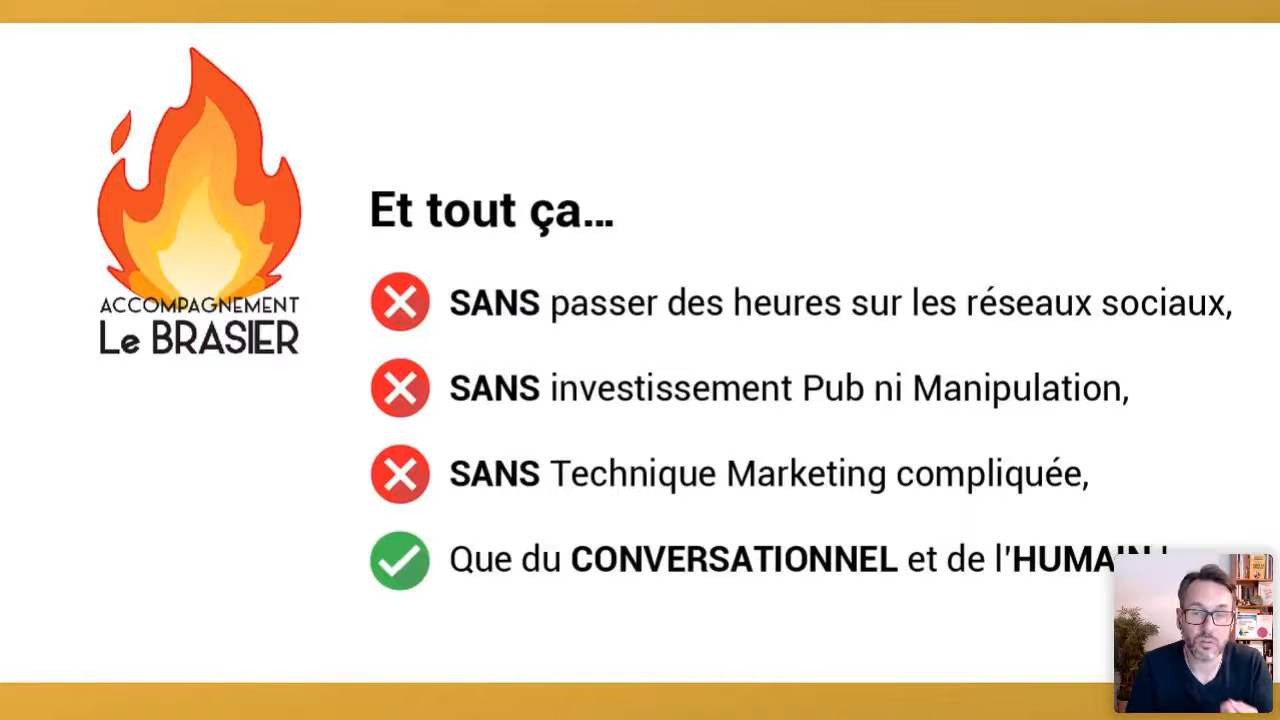 ACCOMPAGNEMENT
Le BRASIER
Et tout ça...
SANS passer des heures sur les réseaux sociaux,
SANS investissement Pub ni Manipulation,
SANS Technique Marketing compliquée,
Que du CONVERSATIONNEL et de l'HUMAIN !